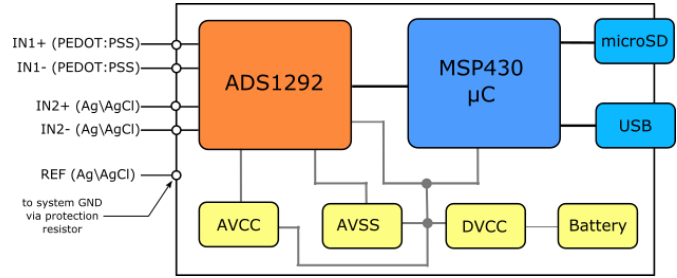 IN1+ (PEDOT:PSS)
IN1- (PEDOT:PSS)
IN2+ (Ag\AgCl)
IN2- (Ag\AgCl)
REF (Ag\AgCl)
to system GND
via protection
resistor
ADS1292
MSP430
µC
microSD
USB
AVCC
AVSS
DVCC
Battery